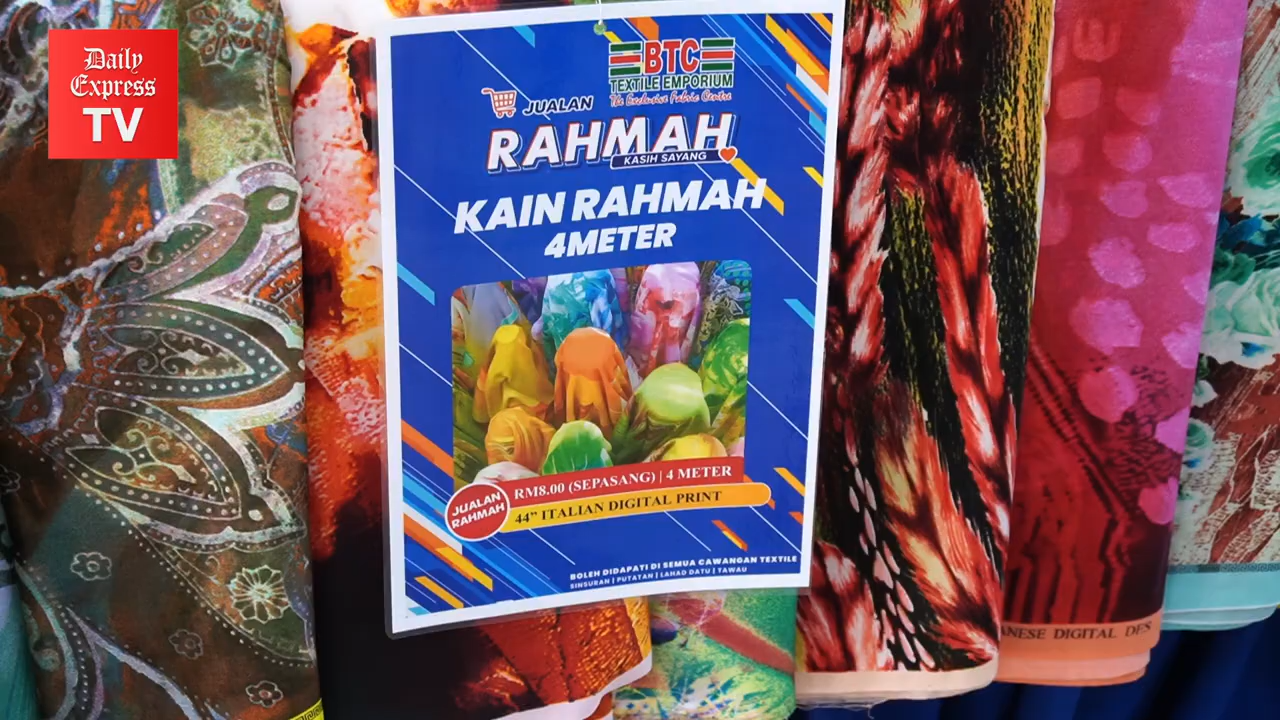 Daily
Express
TV
BTC
TEXTILE EMPORIUM
The Exclusive Fabric Centre
JUALAN
RAHMAH
KASIH SAYANG
KAIN RAHMAH
4METER
RM8.00 (SEPASANG) | 4 METER
JUALAN
RAHMAH
44” ITALIAN DIGITAL PRINT
BOLEH DIDAPATI DI SEMUA CAWANGAN TEXTILE
SINSURAN | PUTATAN | LAHAD DATU | TAWAU
ANESE DIGITAL DES